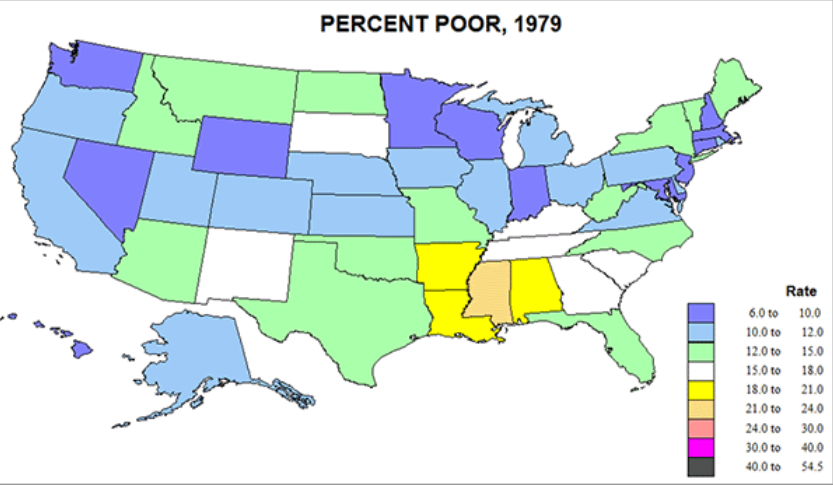 PERCENT POOR, 1979
Rate
6.0 to 10.0
10.0 to 12.0
12.0 to 15.0
15.0 to 18.0
18.0 to 21.0
21.0 to 24.0
24.0 to 30.0
30.0 to 40.0
40.0 to 54.5